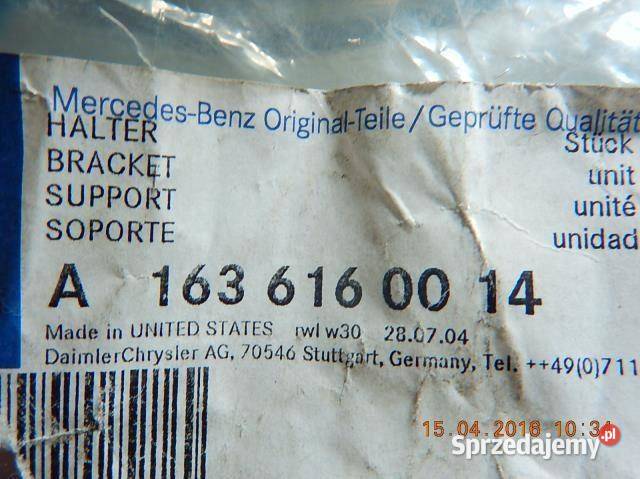 Mercedes-Benz Original-Teile/Geprüfte Qualität
HALTER Stück
BRACKET unit
SUPPORT unité
SOPORTE unidad
A 163 616 00 14
Made in UNITED STATES rwl w30 28.07.04
DaimlerChrysler AG, 70546 Stuttgart, Germany, Tel. ++49(0)711
15.04.2016 10:34
Sprzedajemy.pl